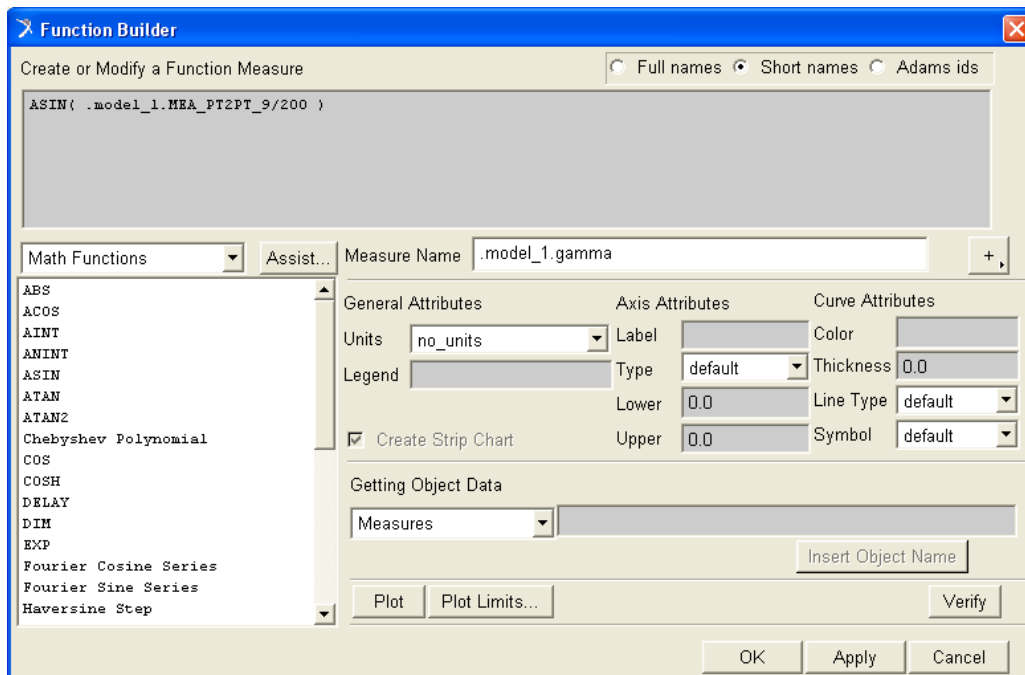 Function Builder
Create or Modify a Function Measure
Full names Short names Adams ids
ASIN( .model_1.MEA_PT2PT_9/200 )
Math Functions Assist... Measure Name .model_1.gamma +
ABS
ACOS
AINT
ANINT
ASIN
ATAN
ATAN2
Chebyshev Polynomial
COS
COSH
DELAY
DIM
EXP
Fourier Cosine Series
Fourier Sine Series
Haversine Step
General Attributes Axis Attributes Curve Attributes
Units no_units Label Color
Legend Type default Thickness 0.0
Lower 0.0 Line Type default
Create Strip Chart Upper 0.0 Symbol default
Getting Object Data
Measures
Insert Object Name
Plot Plot Limits... Verify
OK Apply Cancel